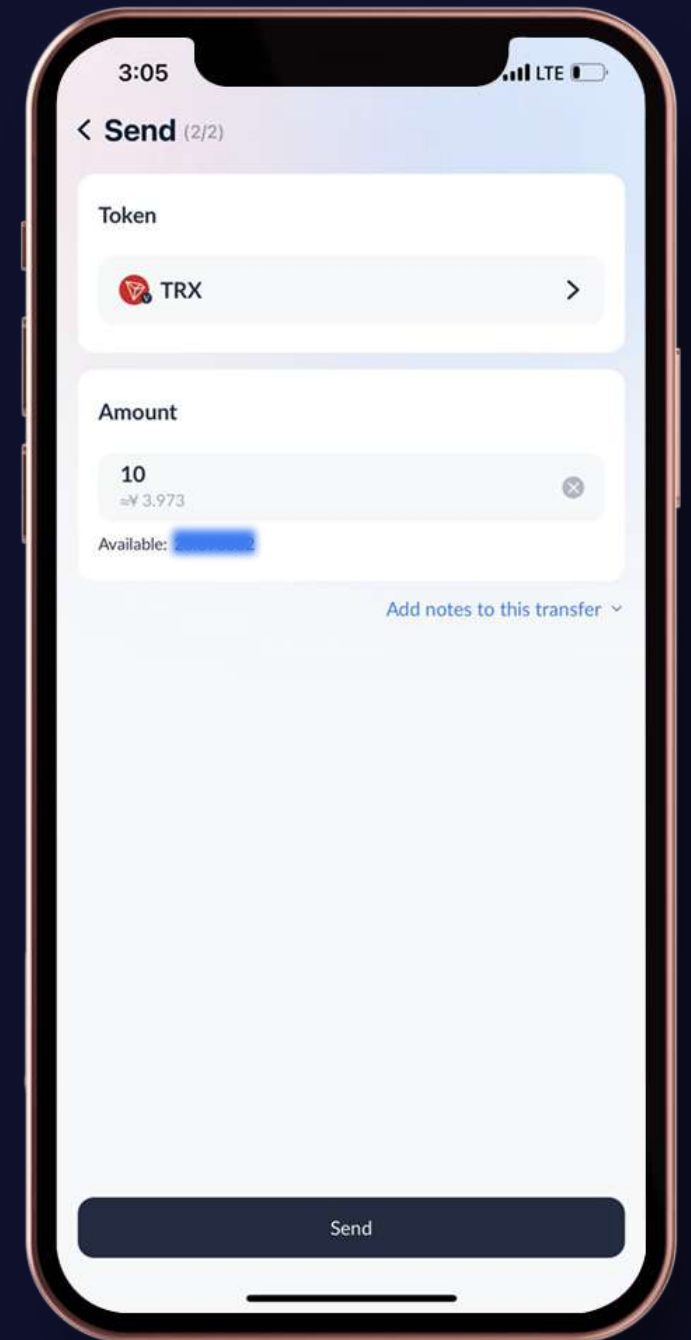 3:05
LTE
Send (2/2)
Token
TRX
Amount
10
≈¥ 3.973
Available:
Add notes to this transfer
Send